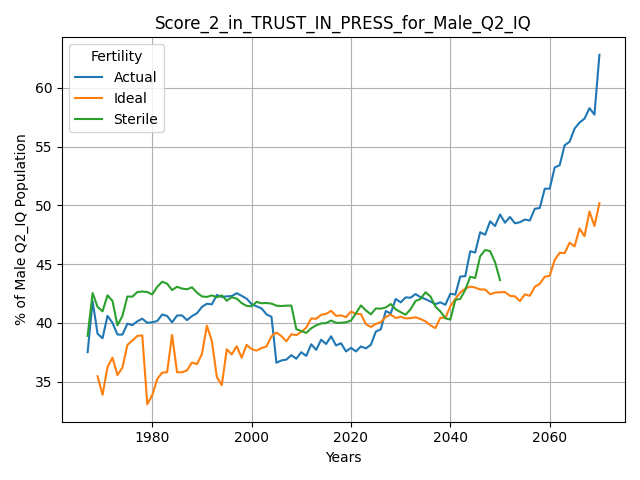 Score_2_in_TRUST_IN_PRESS_for_Male_Q2_IQ
Fertility
Actual
Ideal
Sterile
% of Male Q2_IQ Population
60
55
50
45
40
35
1980 2000 2020 2040 2060
Years